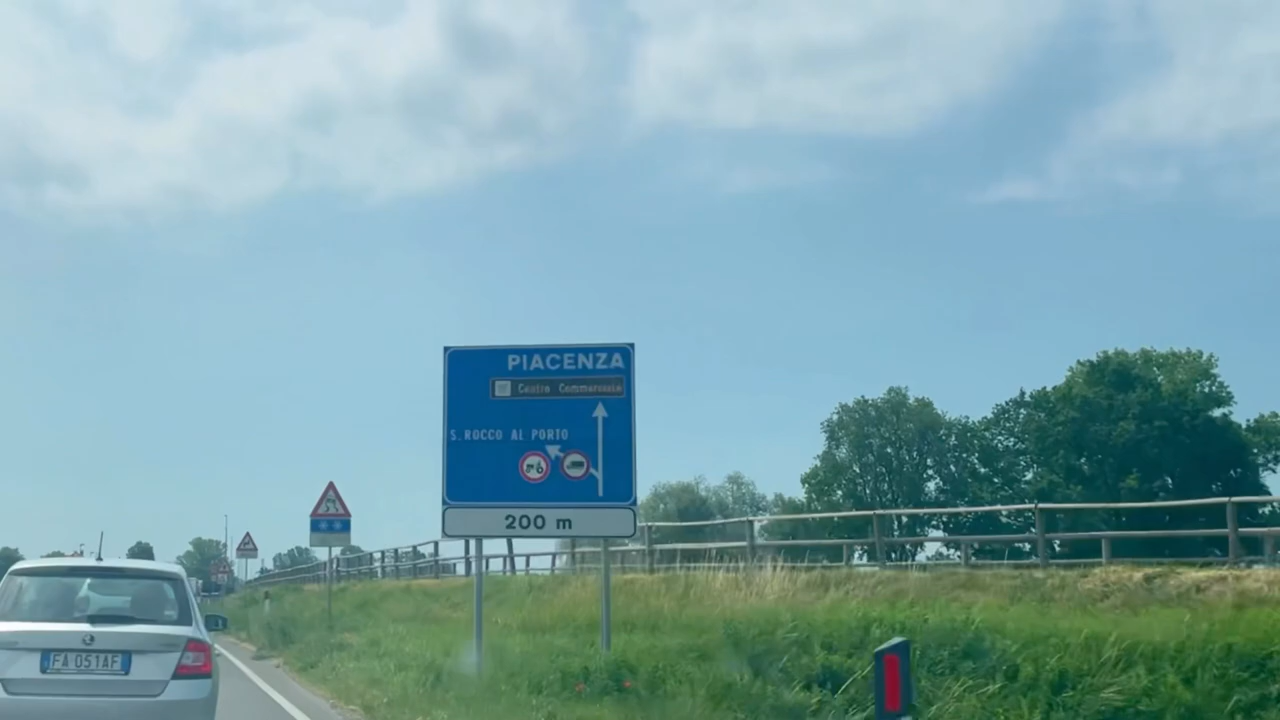 PIACENZA
Centro Commerciale
S. ROCCO AL PORTO
200 m
FA 051AF